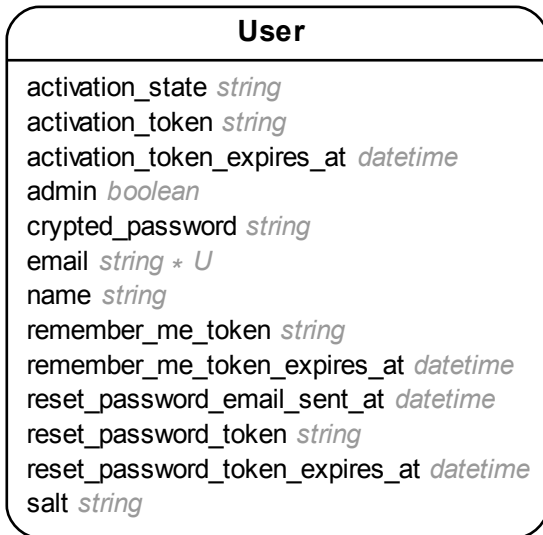 User
activation_state string
activation_token string
activation_token_expires_at datetime
admin boolean
crypted_password string
email string * U
name string
remember_me_token string
remember_me_token_expires_at datetime
reset_password_email_sent_at datetime
reset_password_token string
reset_password_token_expires_at datetime
salt string